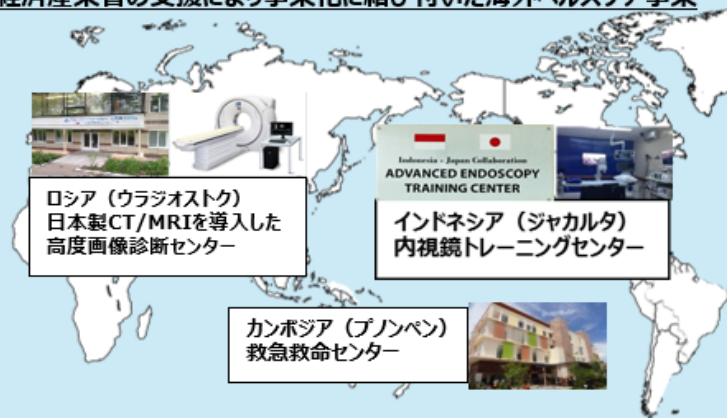 経済産業省の支援により事業化に結び付いた海外ヘルスケア事業
Indonesia - Japan Collaboration
ADVANCED ENDOSCOPY
TRAINING CENTER
ロシア（ウラジオストク）
日本製CT/MRIを導入した
高度画像診断センター
インドネシア（ジャカルタ）
内視鏡トレーニングセンター
カンボジア（プノンペン）
救急救命センター